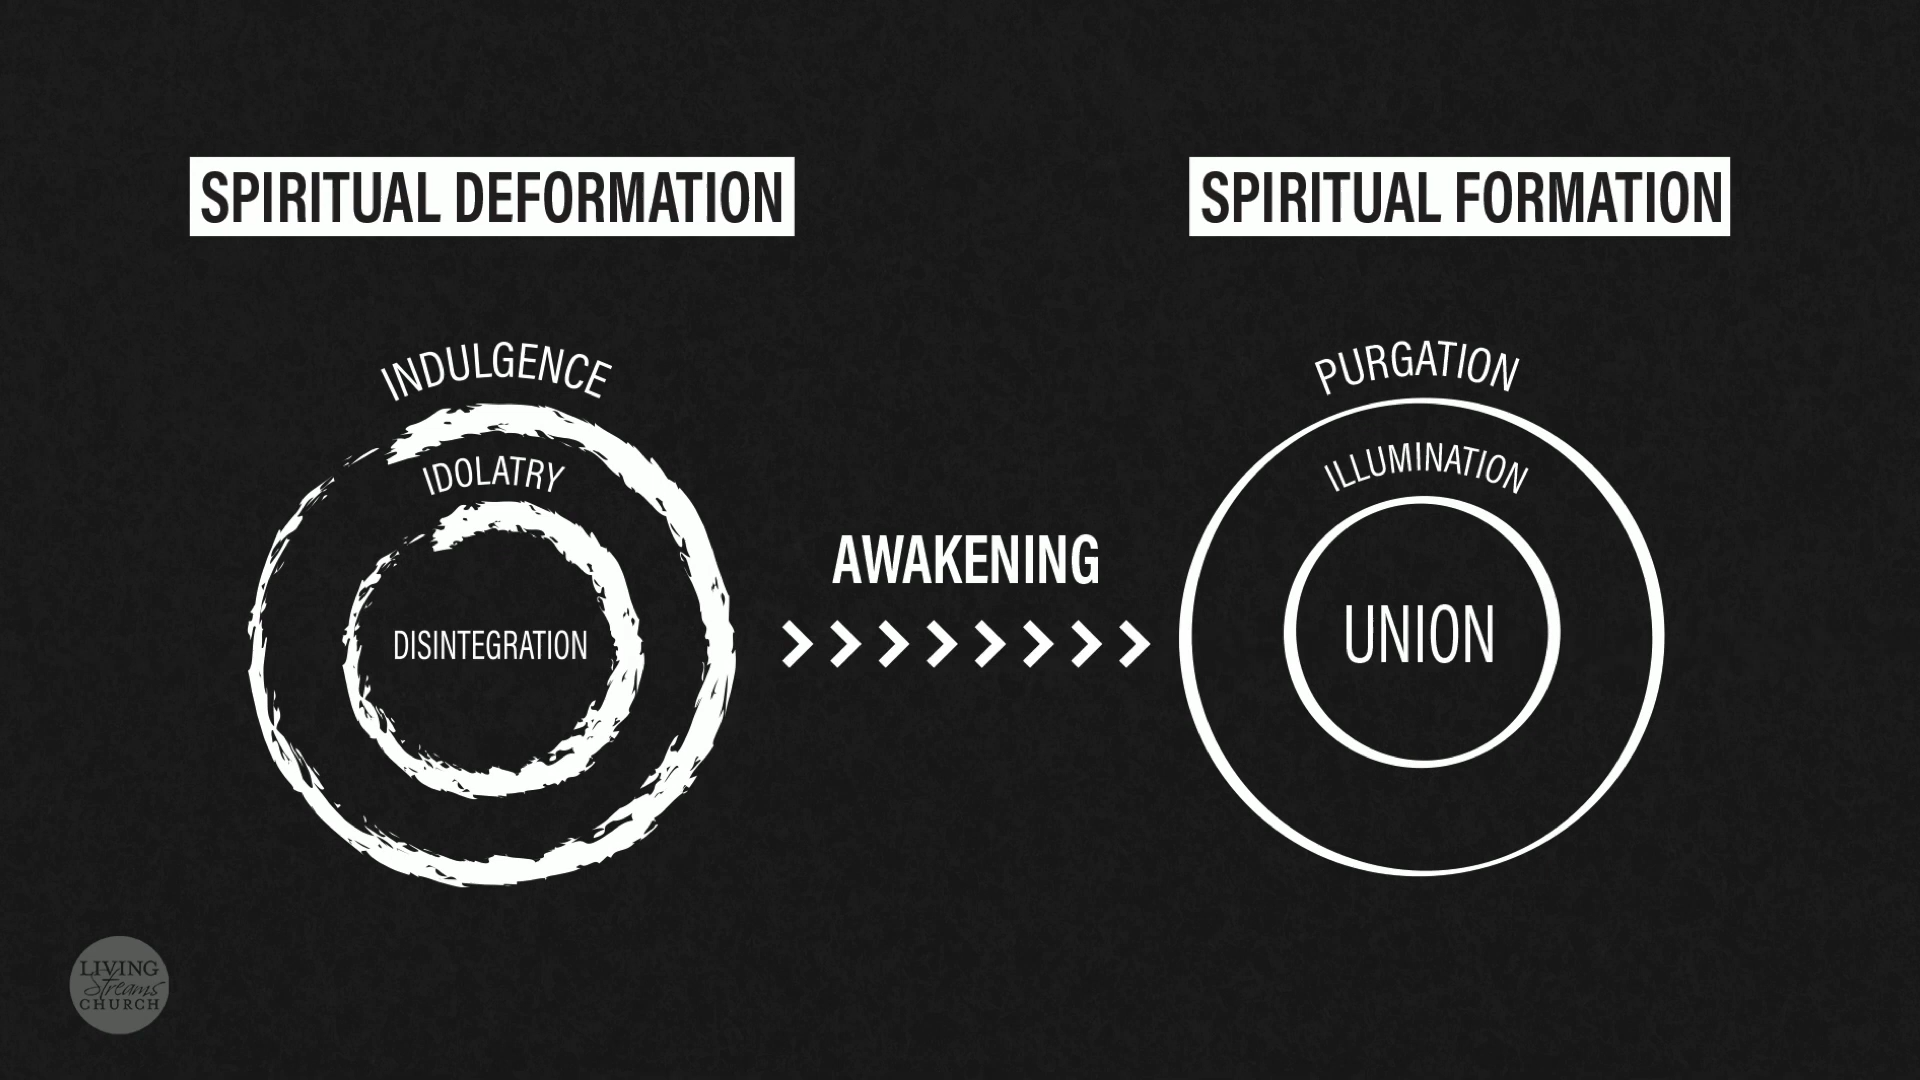 SPIRITUAL DEFORMATION
SPIRITUAL FORMATION
INDULGENCE
IDOLATRY
DISINTEGRATION
AWAKENING
PURGATION
ILLUMINATION
UNION
LIVING
Streams
CHURCH